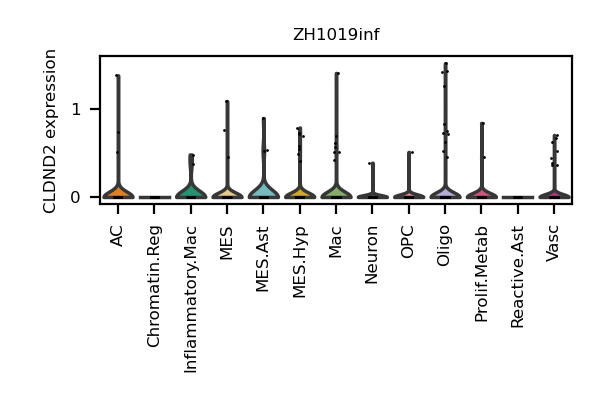 ZH1019inf
CLDND2 expression
1
0
AC
Chromatin.Reg
Inflammatory.Mac
MES
MES.Ast
MES.Hyp
Mac
Neuron
OPC
Oligo
Prolif.Metab
Reactive.Ast
Vasc